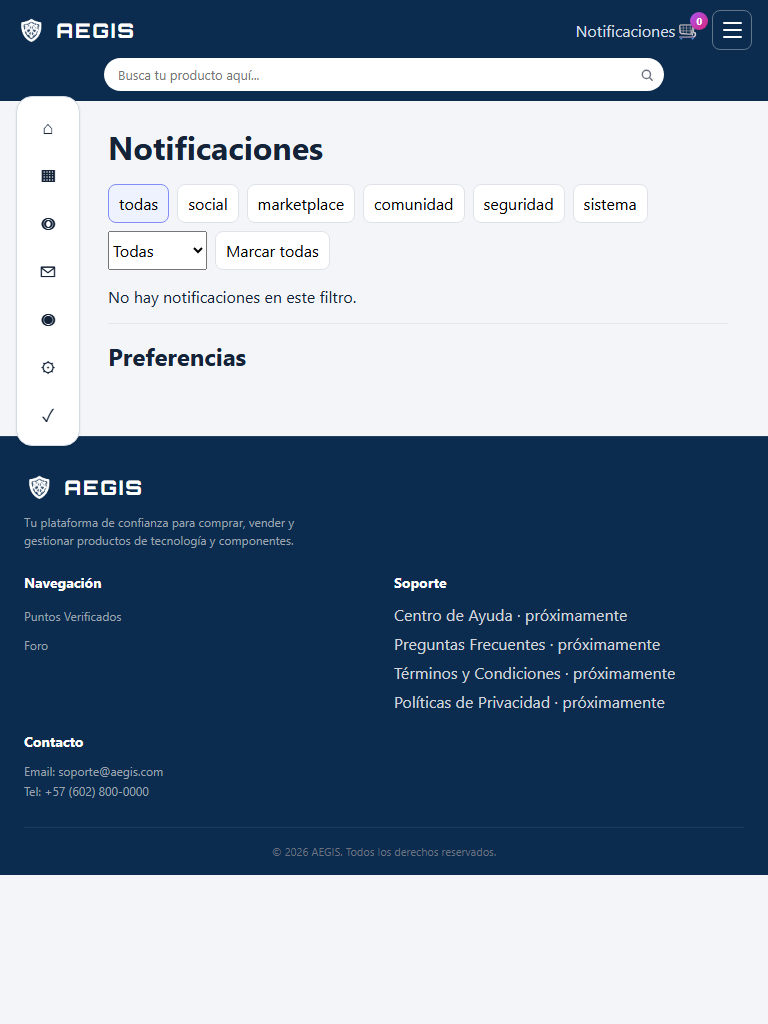 AEGIS
Notificaciones
0
Busca tu producto aquí...
Notificaciones
todas
social
marketplace
comunidad
seguridad
sistema
Todas
Marcar todas
No hay notificaciones en este filtro.
Preferencias
AEGIS
Tu plataforma de confianza para comprar, vender y
gestionar productos de tecnología y componentes.
Navegación
Puntos Verificados
Foro
Soporte
Centro de Ayuda · próximamente
Preguntas Frecuentes · próximamente
Términos y Condiciones · próximamente
Políticas de Privacidad · próximamente
Contacto
Email: soporte@aegis.com
Tel: +57 (602) 800-0000
© 2026 AEGIS. Todos los derechos reservados.